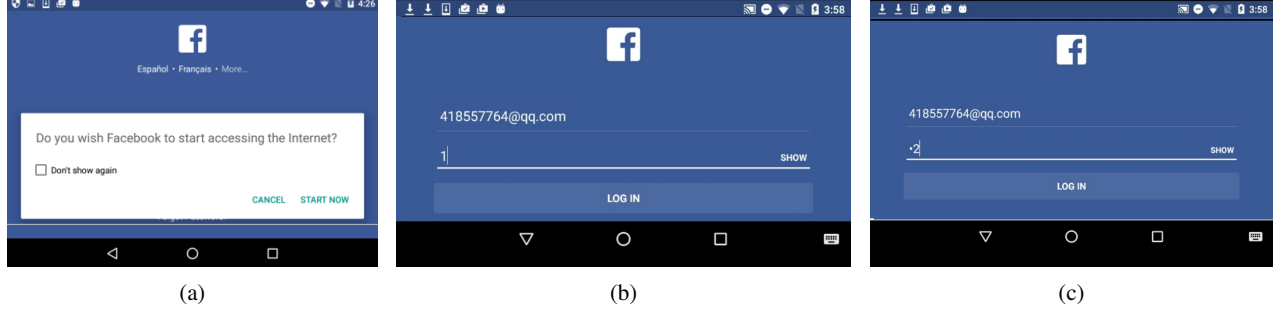 4:26
Español • Français • More...
Do you wish Facebook to start accessing the Internet?
Don't show again
CANCEL START NOW
(a)
3:58
418557764@qq.com
1
SHOW
LOG IN
(b)
3:58
418557764@qq.com
•2
SHOW
LOG IN
(c)